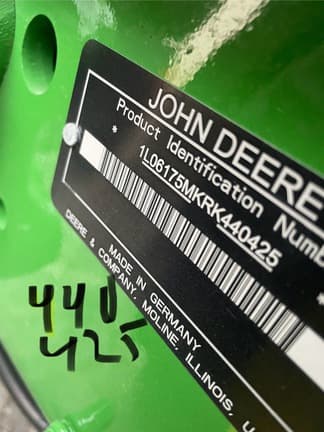 JOHN DEERE
Product Identification Numb
* 1L06175MKRK440425 *
MADE IN GERMANY
DEERE & COMPANY, MOLINE, ILLINOIS, U
440
425